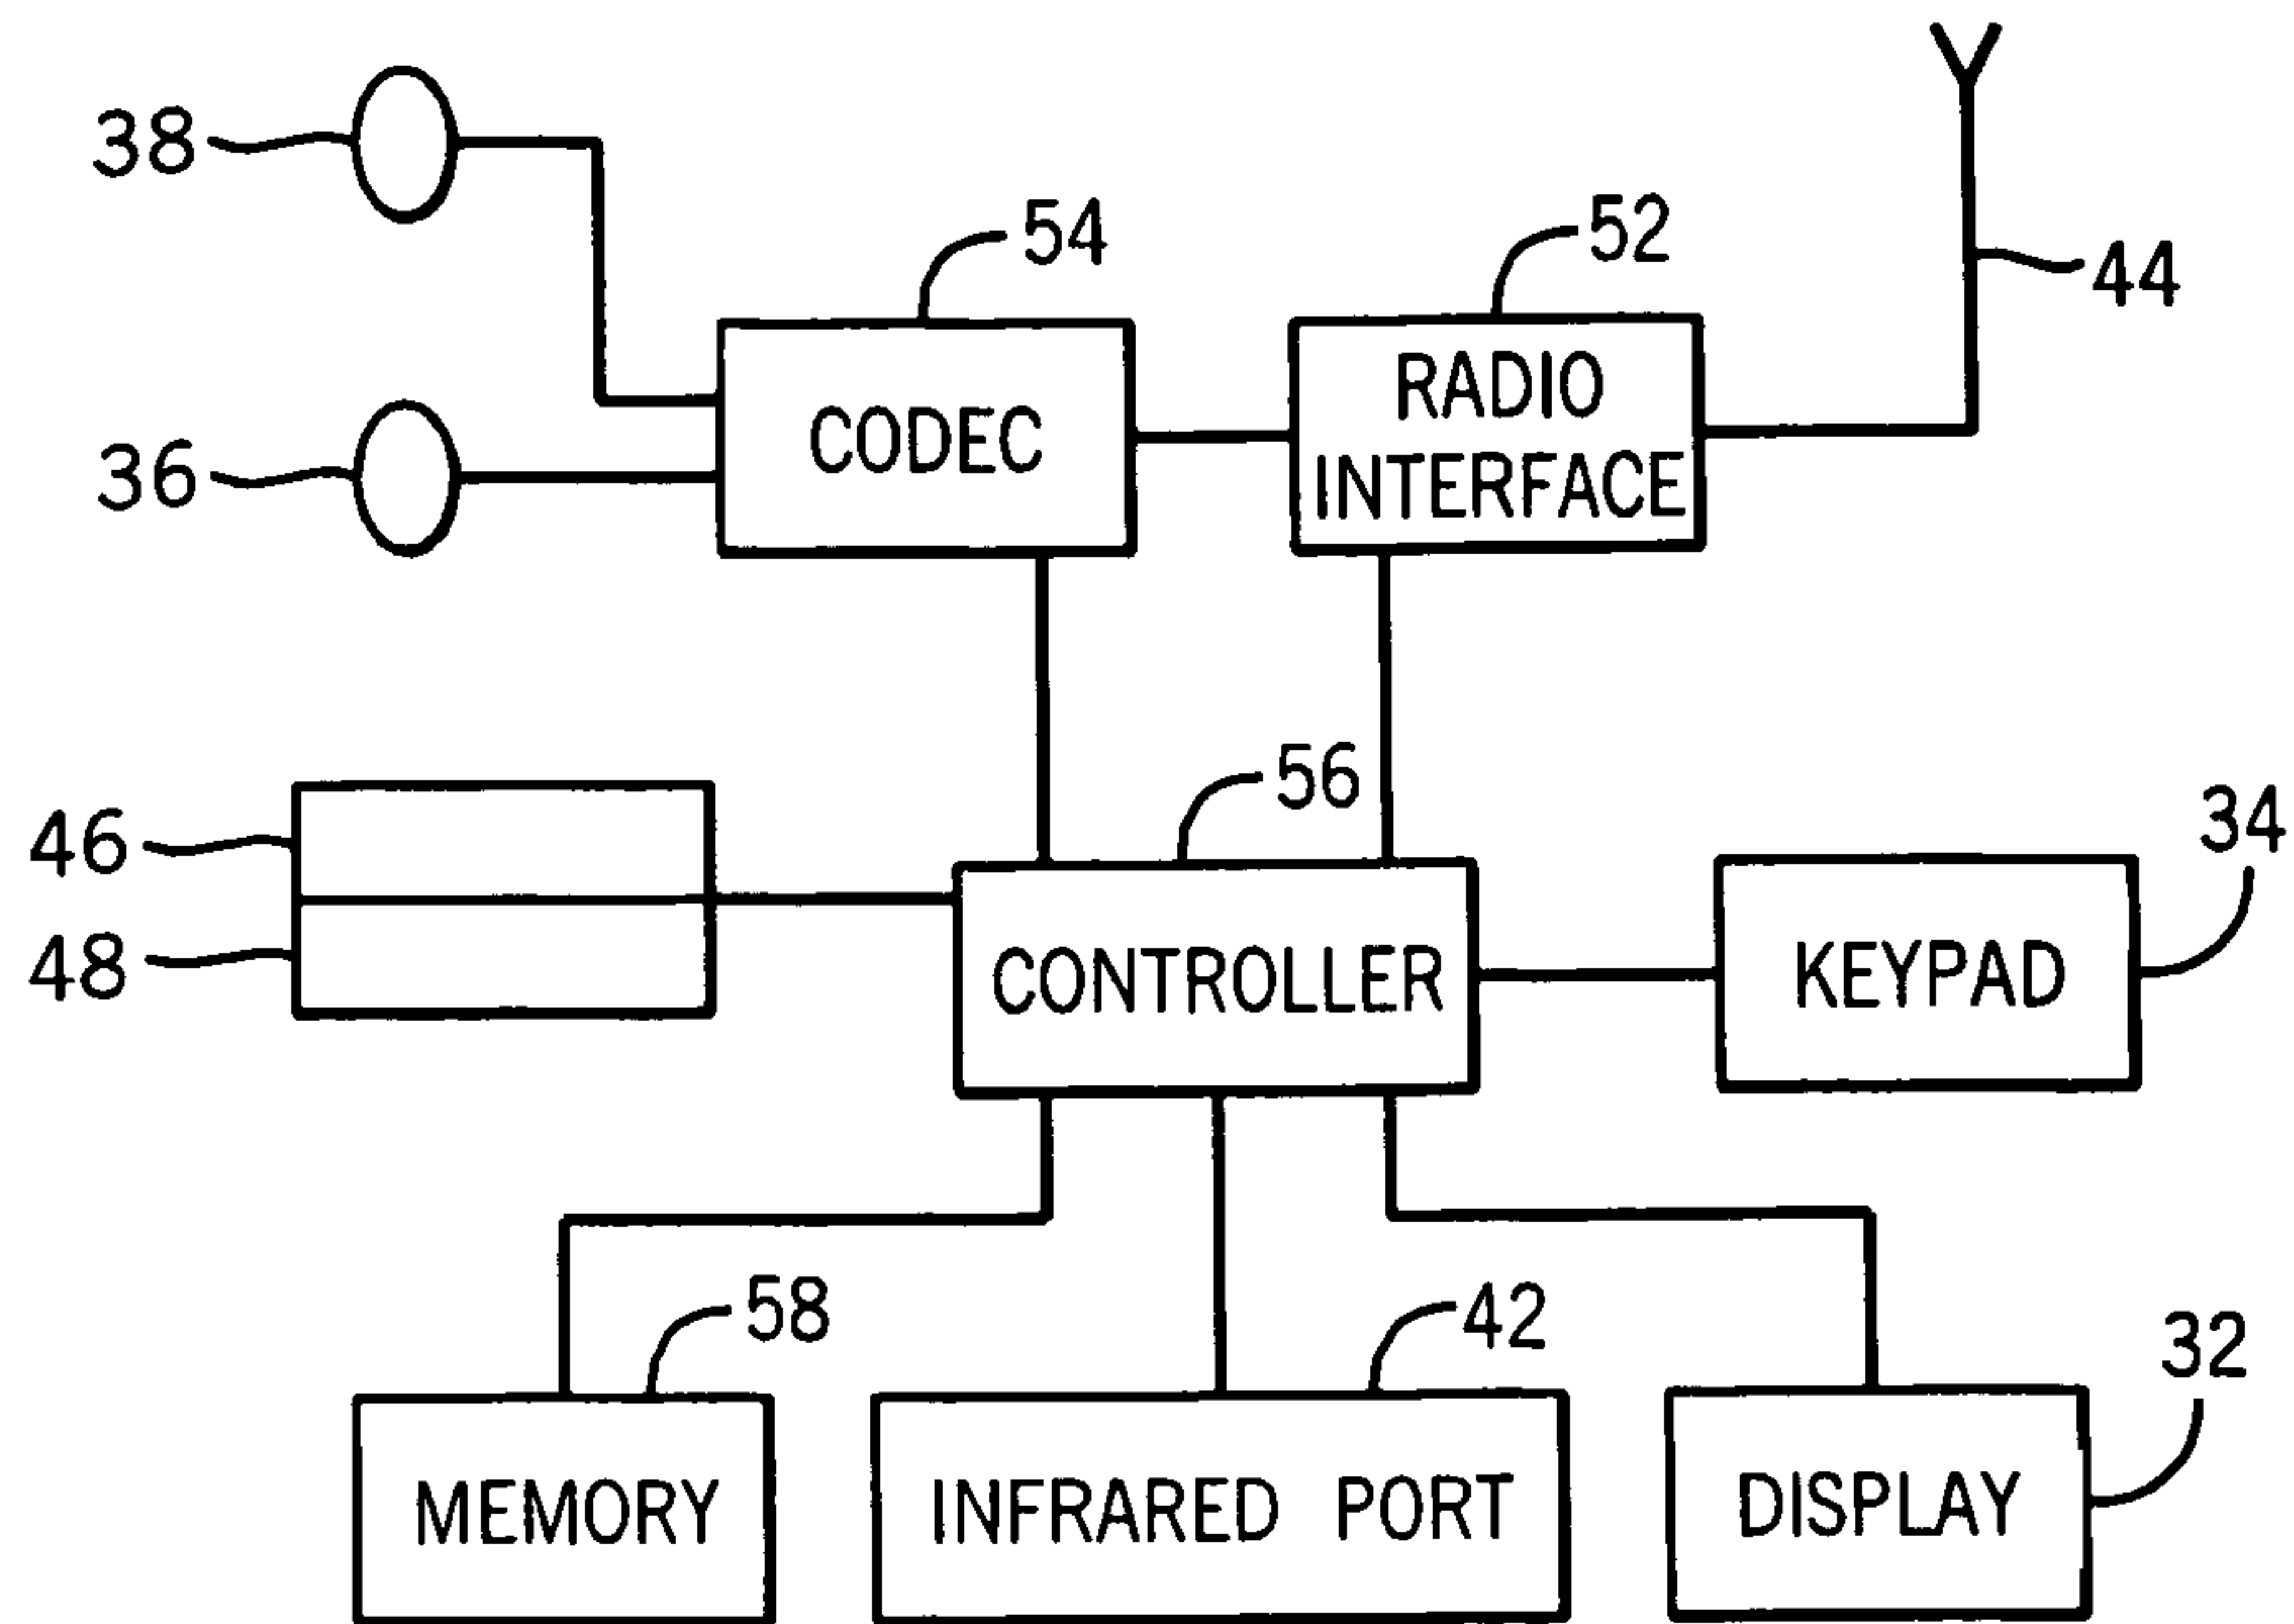 38
54
52
44
RADIO
CODEC
36
INTERFACE
56
34
46
48
CONTROLLER
KEYPAD
58
42
32
MEMORY
INFRARED PORT
DISPLAY